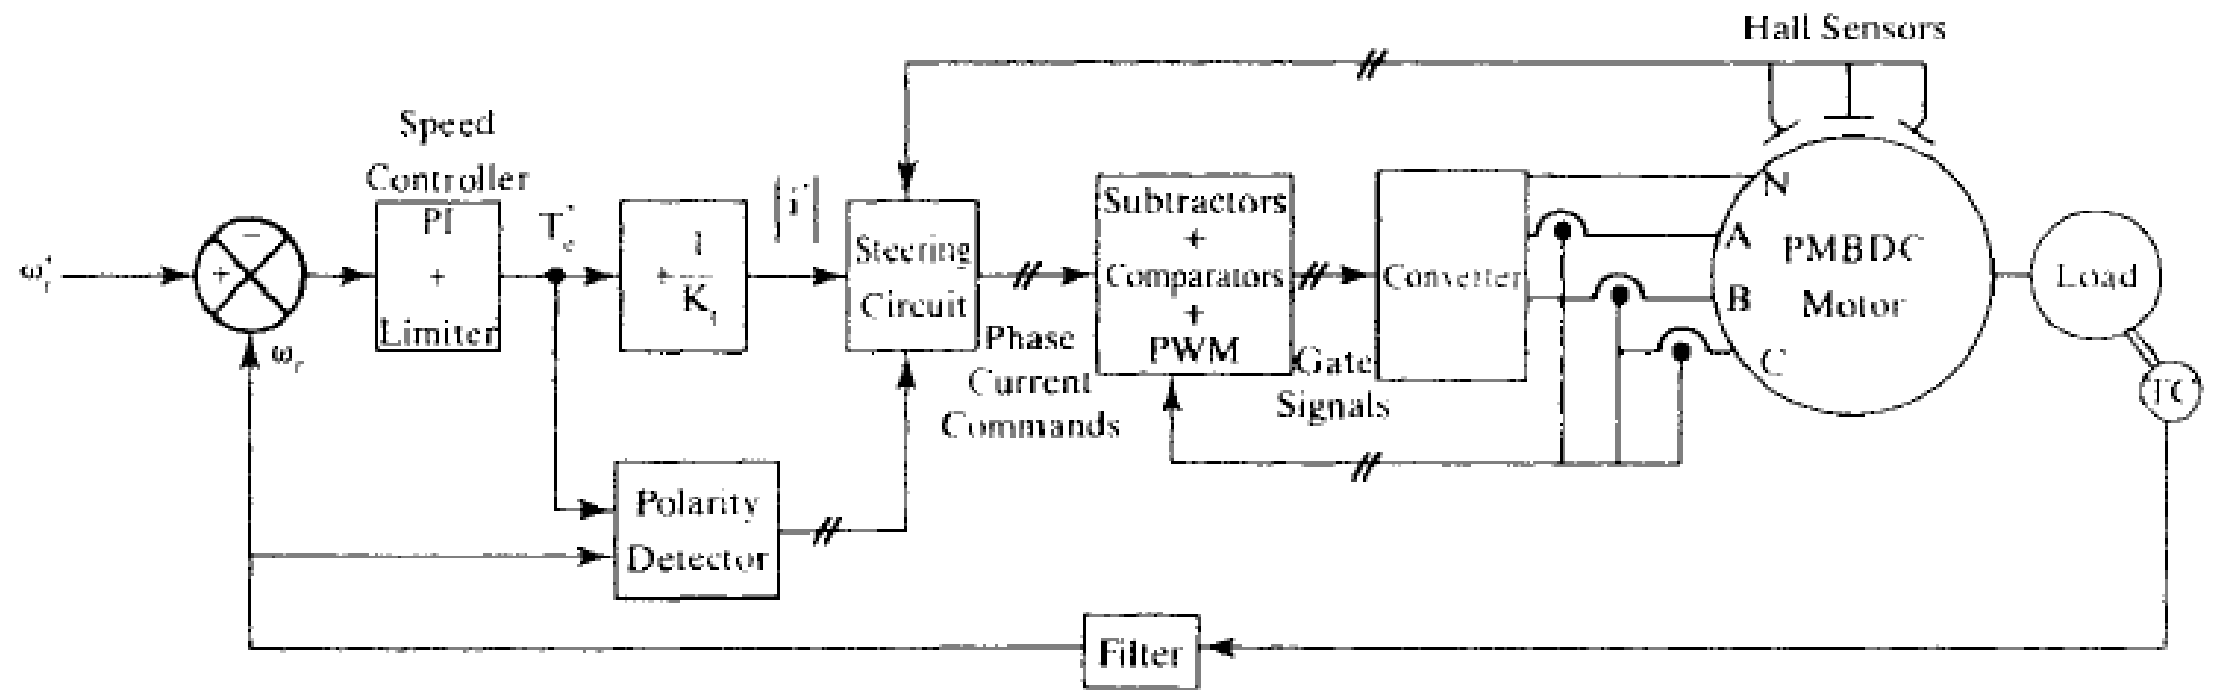 Hall Sensors
Speed
Controller
PI
+
Limiter
T*e
1
+
Kt
|i*|
Steering
Circuit
Phase
Current
Commands
Subtractors
+
Comparators
+
PWM
Gate
Signals
Converter
N
A
B
C
PMBDC
Motor
Load
TC
ω*r
+
−
ωr
Polarity
Detector
Filter